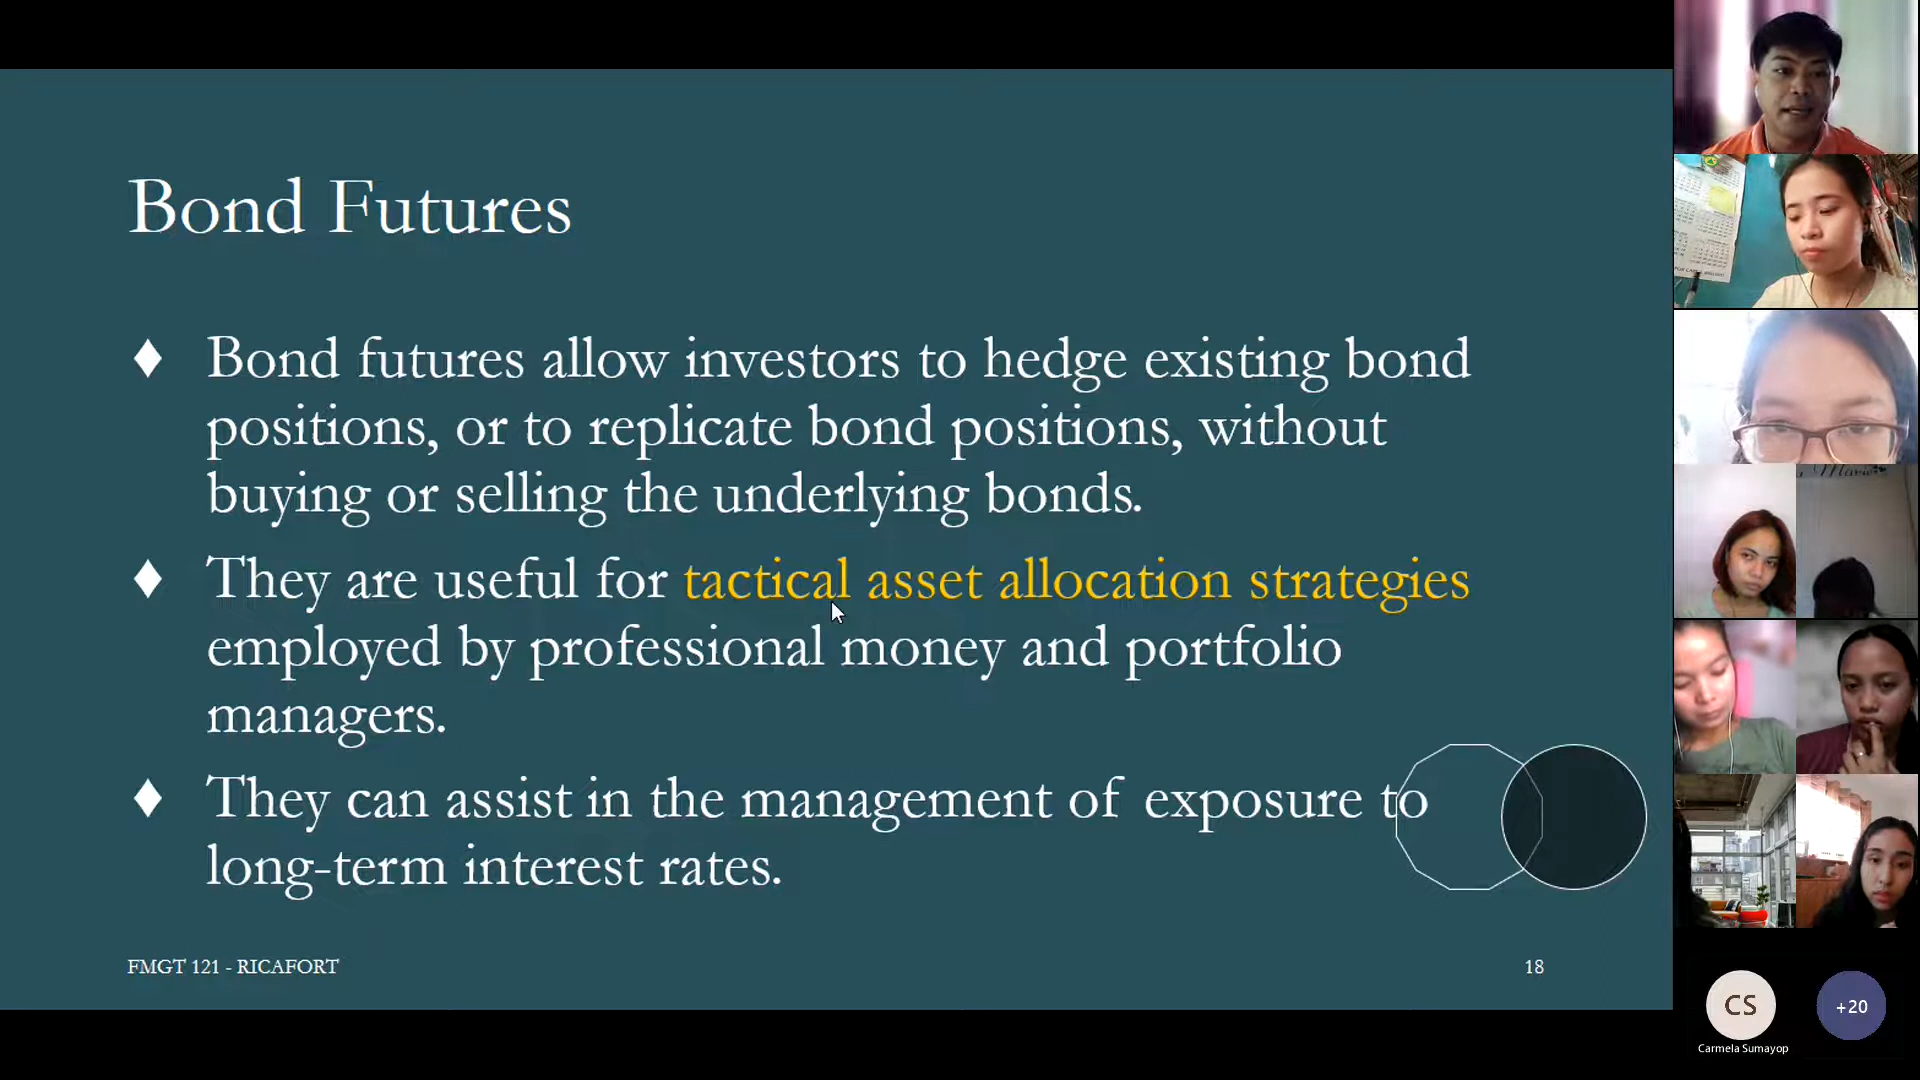 Bond Futures
♦ Bond futures allow investors to hedge existing bond
positions, or to replicate bond positions, without
buying or selling the underlying bonds.
♦ They are useful for tactical asset allocation strategies
employed by professional money and portfolio
managers.
♦ They can assist in the management of exposure to
long-term interest rates.
FMGT 121 - RICAFORT
18
CS
+20
Carmela Sumayop